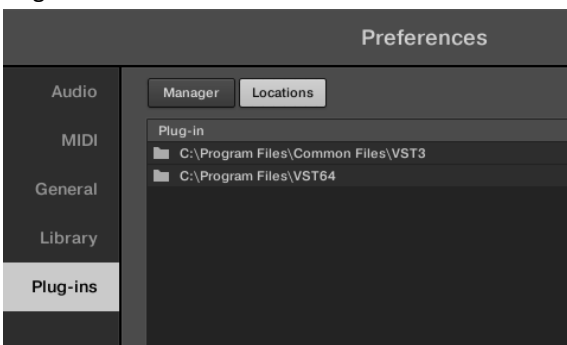 Preferences
Audio
MIDI
General
Library
Plug-ins
Manager Locations
Plug-in
C:\Program Files\Common Files\VST3
C:\Program Files\VST64